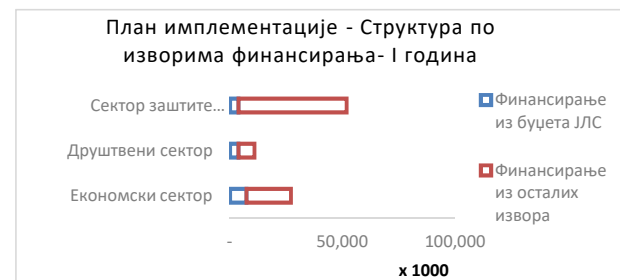 План имплементације - Структура по
изворима финансирања- I година
Сектор заштите...
Друштвени сектор
Економски сектор
Финансирање
из буџета ЈЛС
Финансирање
из осталих
извора
- 50,000 100,000
x 1000